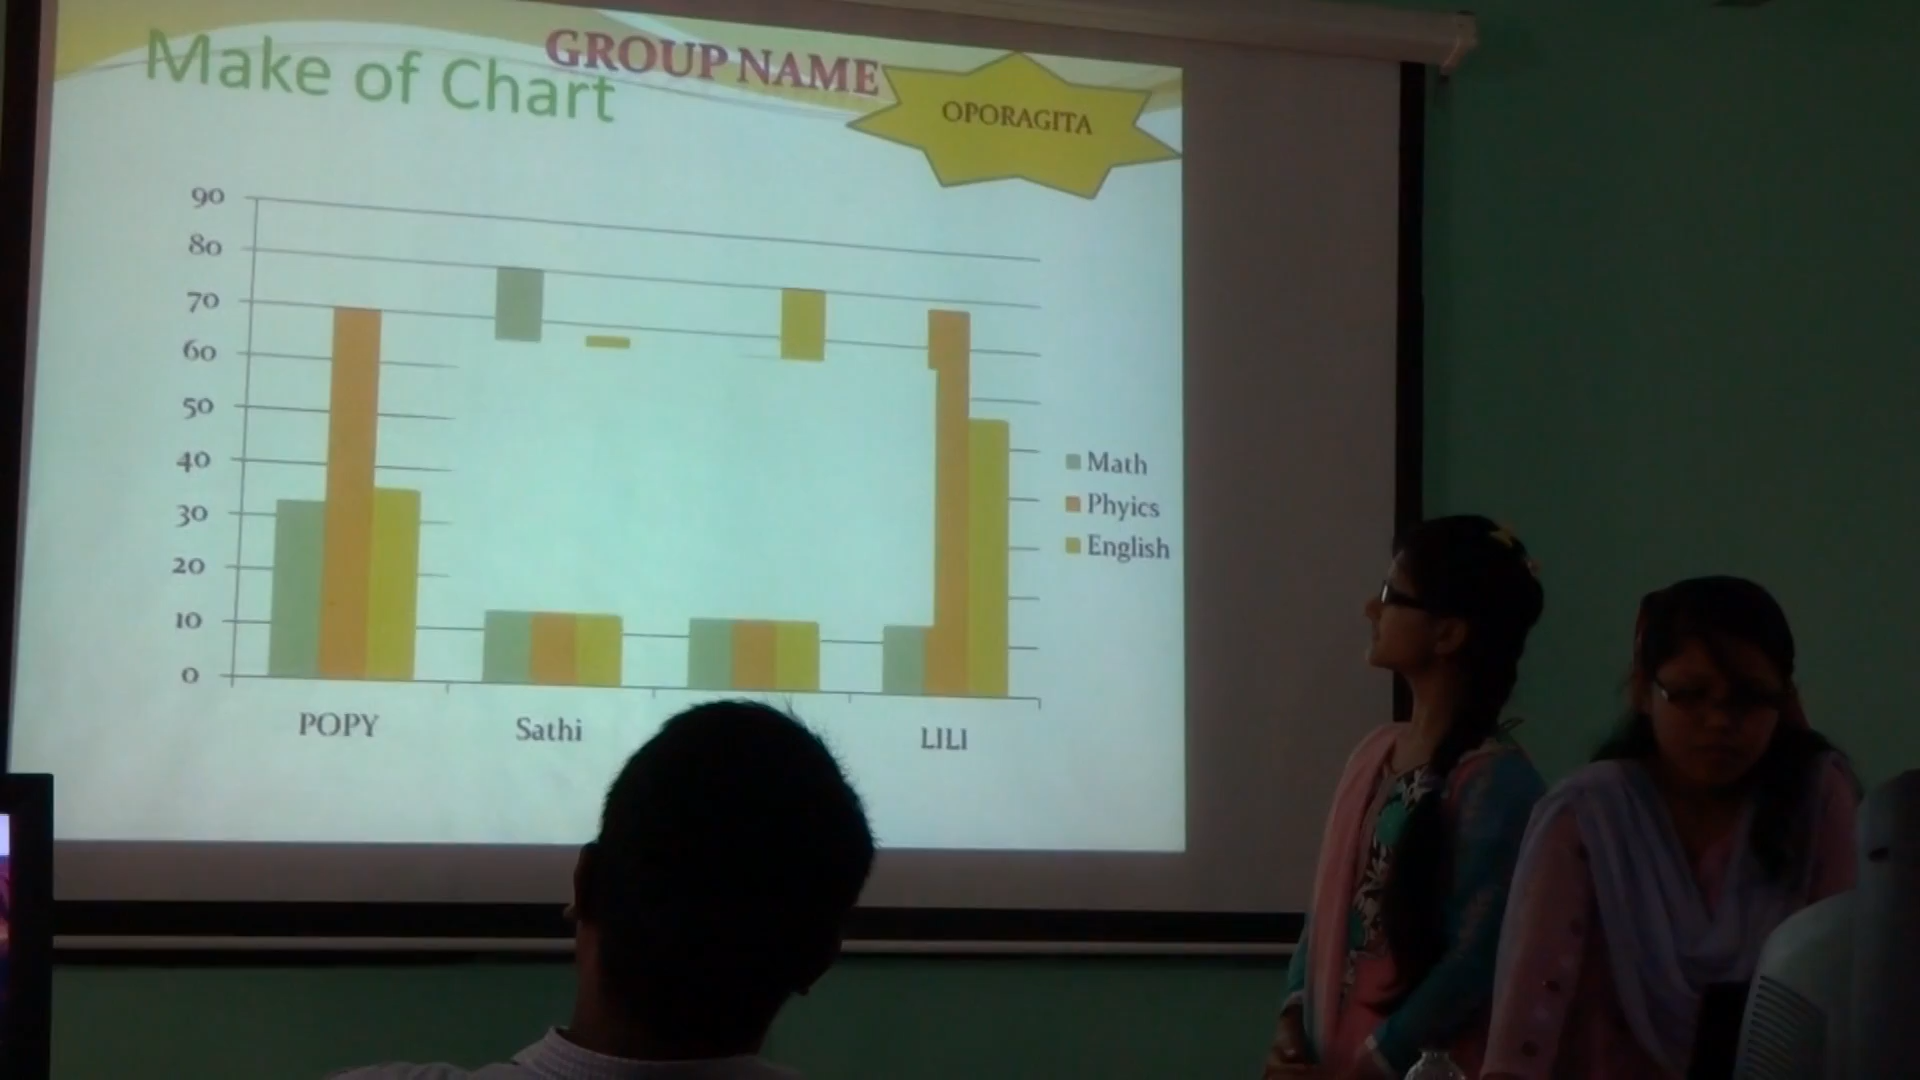 Make of Chart
GROUP NAME
OPORAGITA
90
80
70
60
50
40
30
20
10
0
Math
Phyics
English
POPY
Sathi
LILI